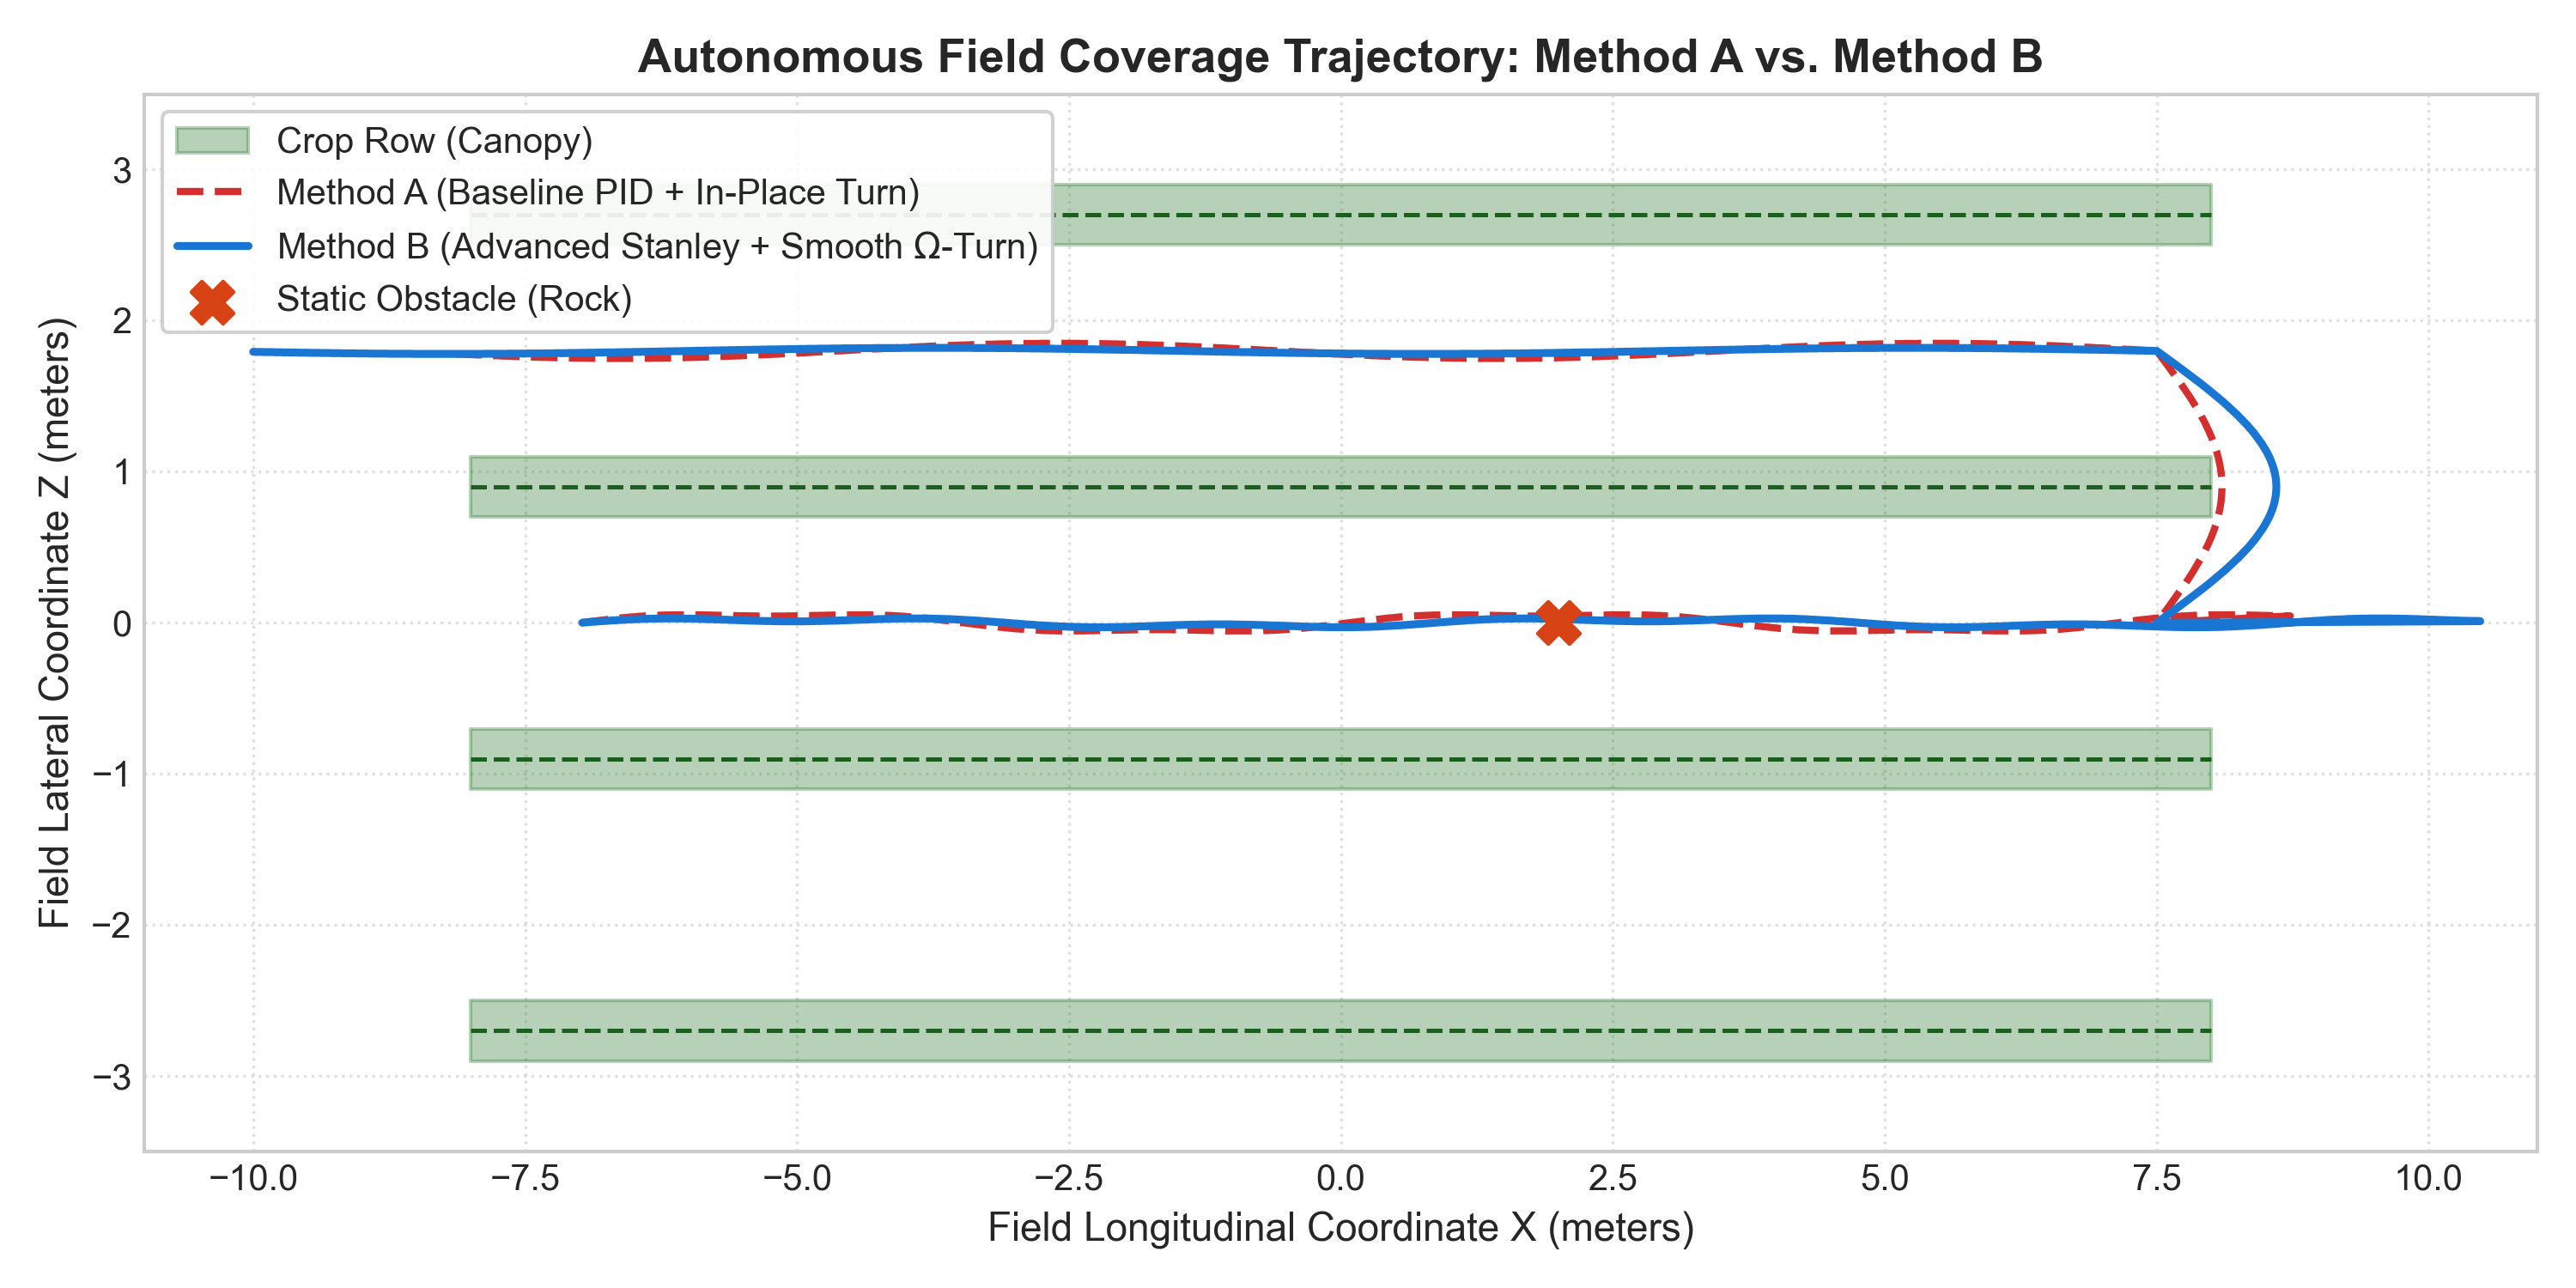 Autonomous Field Coverage Trajectory: Method A vs. Method B
Crop Row (Canopy)
Method A (Baseline PID + In-Place Turn)
Method B (Advanced Stanley + Smooth Ω-Turn)
Static Obstacle (Rock)
Field Lateral Coordinate Z (meters)
3
2
1
0
−1
−2
−3
−10.0 −7.5 −5.0 −2.5 0.0 2.5 5.0 7.5 10.0
Field Longitudinal Coordinate X (meters)